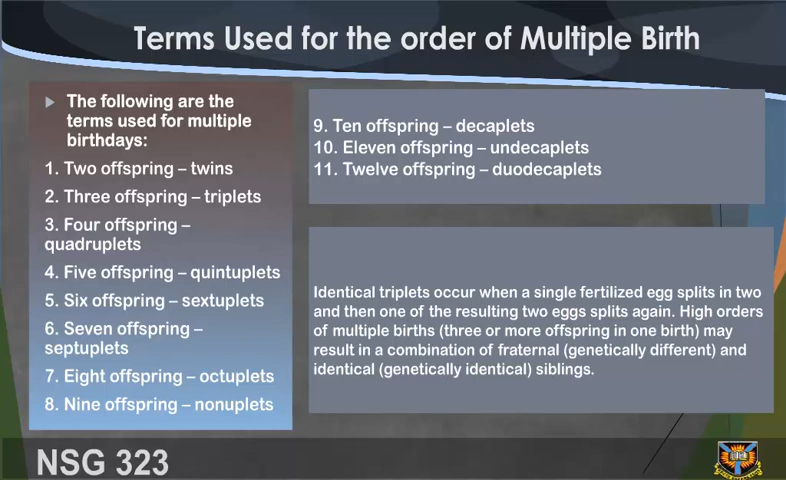 Terms Used for the order of Multiple Birth
The following are the
terms used for multiple
birthdays:
1. Two offspring – twins
2. Three offspring – triplets
3. Four offspring –
quadruplets
4. Five offspring – quintuplets
5. Six offspring – sextuplets
6. Seven offspring –
septuplets
7. Eight offspring – octuplets
8. Nine offspring – nonuplets
9. Ten offspring – decaplets
10. Eleven offspring – undecaplets
11. Twelve offspring – duodecaplets
Identical triplets occur when a single fertilized egg splits in two
and then one of the resulting two eggs splits again. High orders
of multiple births (three or more offspring in one birth) may
result in a combination of fraternal (genetically different) and
identical (genetically identical) siblings.
NSG 323